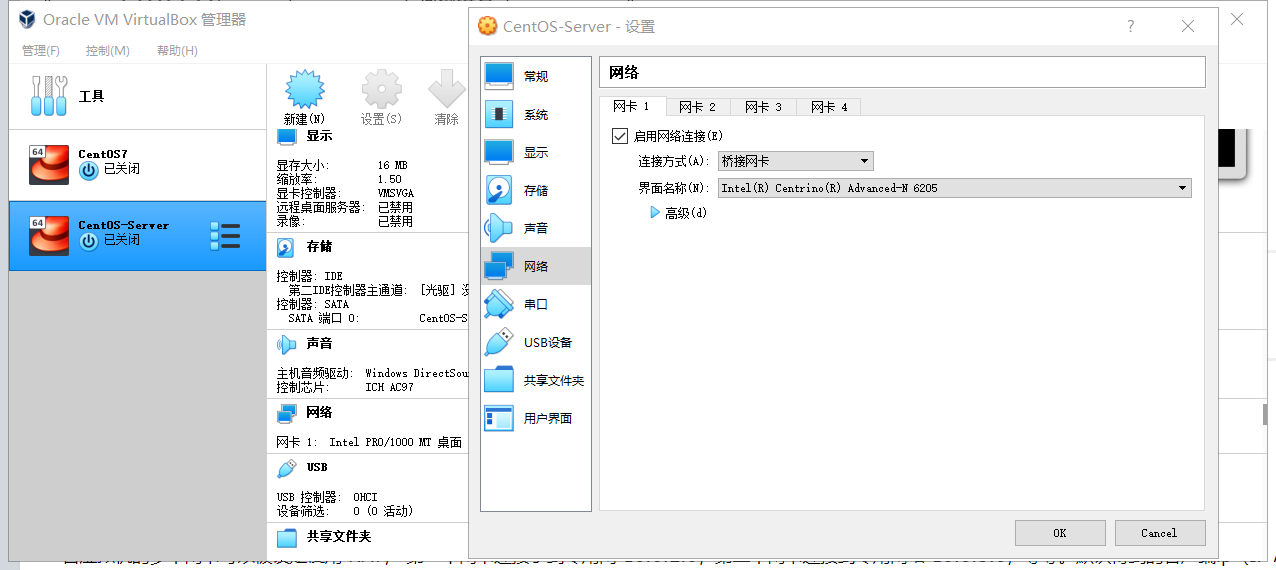 Oracle VM VirtualBox 管理器
管理(F) 控制(M) 帮助(H)
工具
64 CentOS7
已关闭
64 CentOS-Server
已关闭
新建(N) 设置(S) 清除
显示
显存大小: 16 MB
缩放率: 1.50
显卡控制器: VMSVGA
远程桌面服务器: 已禁用
录像: 已禁用
存储
控制器: IDE
第二IDE控制器主通道: [光驱]
控制器: SATA
SATA 端口 0: CentOS-S
声音
主机音频驱动: Windows DirectSou
控制芯片: ICH AC97
网络
网卡 1: Intel PRO/1000 MT 桌面
USB
USB 控制器: OHCI
设备筛选: 0 (0 活动)
共享文件夹
CentOS-Server - 设置
?
常规
系统
显示
存储
声音
网络
串口
USB设备
共享文件夹
用户界面
网络
网卡 1 网卡 2 网卡 3 网卡 4
启用网络连接(E)
连接方式(A): 桥接网卡
界面名称(N): Intel(R) Centrino(R) Advanced-N 6205
高级(d)
OK Cancel